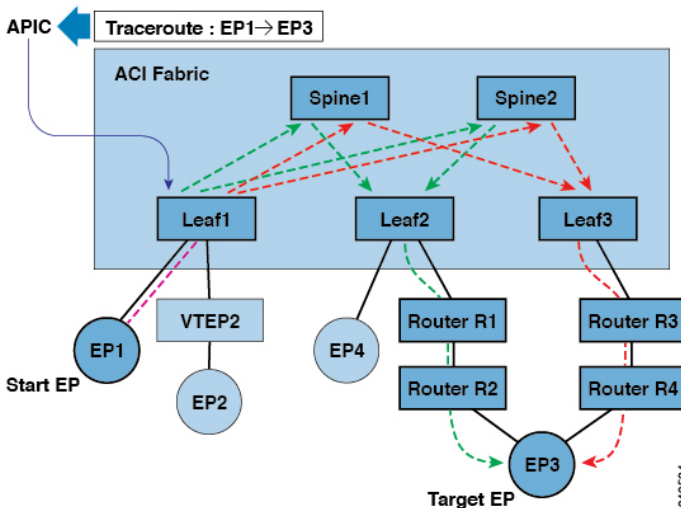 APIC
Traceroute : EP1→ EP3
ACI Fabric
Spine1
Spine2
Leaf1
Leaf2
Leaf3
VTEP2
Router R1
Router R3
EP1
EP4
Start EP
EP2
Router R2
Router R4
EP3
Target EP